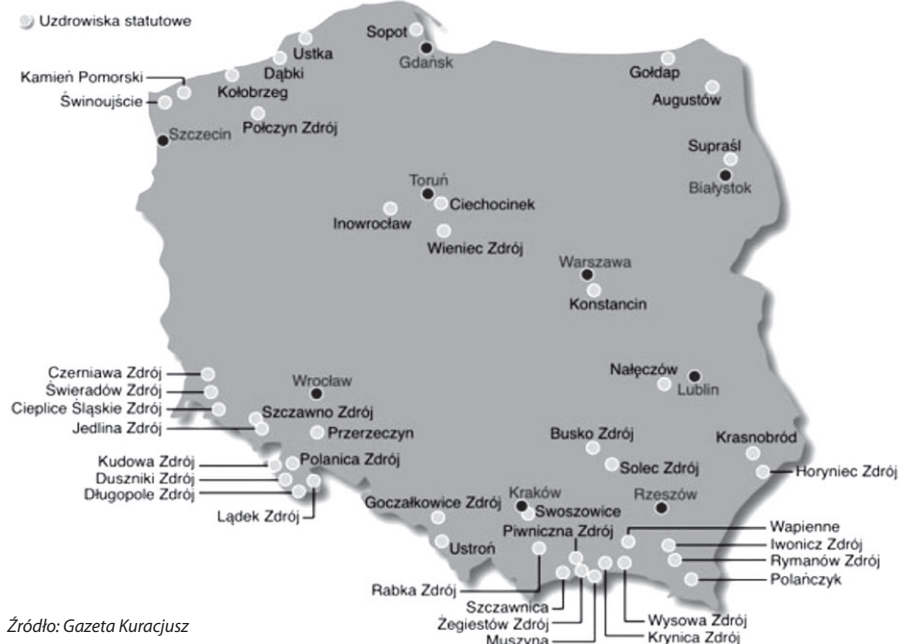 Uzdrowiska statutowe
Sopot
Gdańsk
Ustka
Dąbki
Kołobrzeg
Kamień Pomorski
Świnoujście
Szczecin
Połczyn Zdrój
Gołdap
Augustów
Supraśl
Białystok
Toruń
Ciechocinek
Inowrocław
Wieniec Zdrój
Warszawa
Konstancin
Nałęczów
Lublin
Czerniawa Zdrój
Świeradów Zdrój
Cieplice Śląskie Zdrój
Jedlina Zdrój
Wrocław
Szczawno Zdrój
Przerzeczyn
Kudowa Zdrój
Polanica Zdrój
Duszniki Zdrój
Długopole Zdrój
Lądek Zdrój
Busko Zdrój
Solec Zdrój
Krasnobród
Horyniec Zdrój
Goczałkowice Zdrój
Ustroń
Kraków
Swoszowice
Rzeszów
Piwniczna Zdrój
Wapienne
Iwonicz Zdrój
Rymanów Zdrój
Polańczyk
Rabka Zdrój
Szczawnica
Żegiestów Zdrój
Muszyna
Wysowa Zdrój
Krynica Zdrój
Źródło: Gazeta Kuracjusz